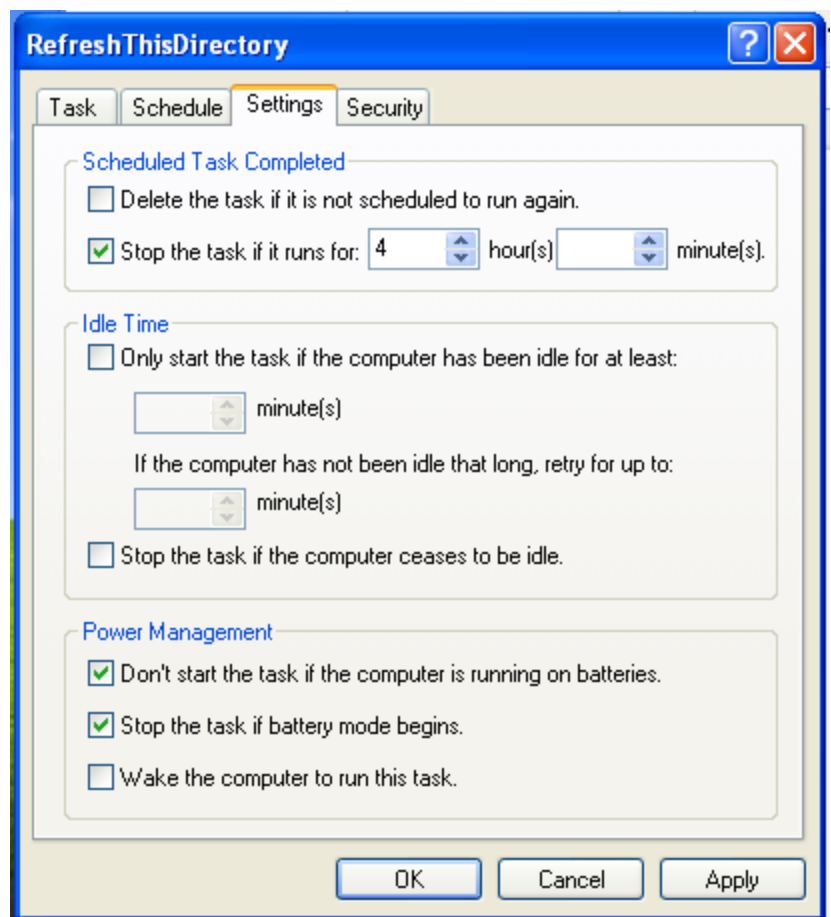 RefreshThisDirectory
Task Schedule Settings Security
Scheduled Task Completed
Delete the task if it is not scheduled to run again.
Stop the task if it runs for: 4 hour(s) minute(s).
Idle Time
Only start the task if the computer has been idle for at least:
minute(s)
If the computer has not been idle that long, retry for up to:
minute(s)
Stop the task if the computer ceases to be idle.
Power Management
Don't start the task if the computer is running on batteries.
Stop the task if battery mode begins.
Wake the computer to run this task.
OK Cancel Apply